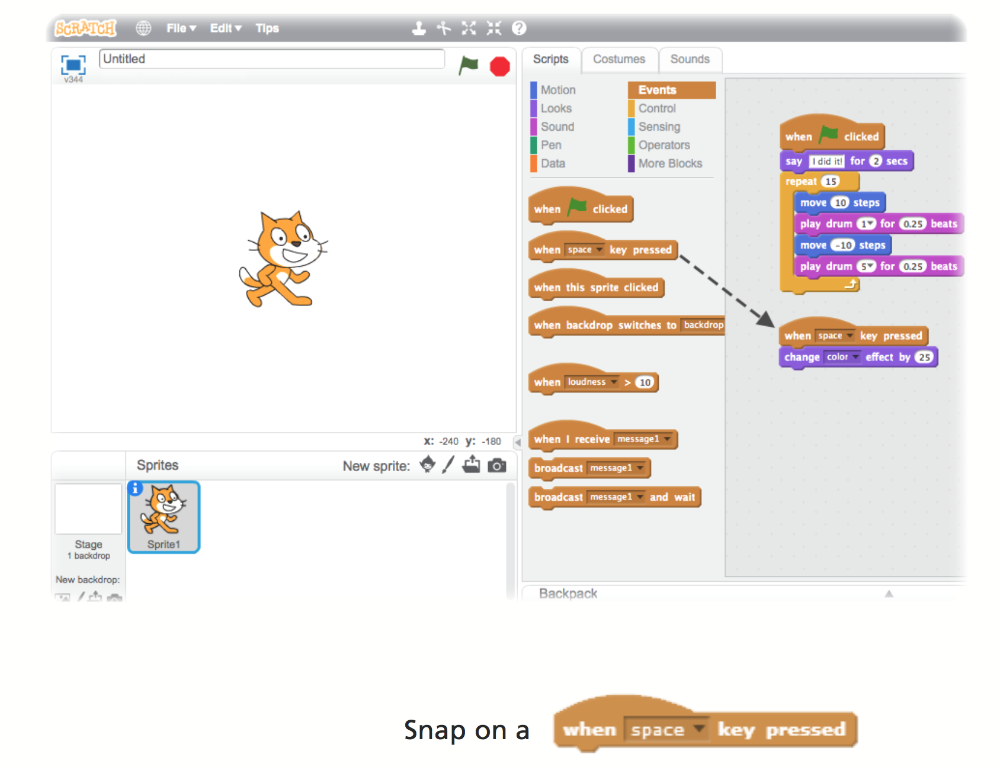 SCRATCH File Edit Tips
Untitled
v344
x: -240 y: -180
Sprites New sprite:
Sprite1
Stage
1 backdrop
New backdrop:
Scripts Costumes Sounds
Motion Events
Looks Control
Sound Sensing
Pen Operators
Data More Blocks
when clicked
when space key pressed
when this sprite clicked
when backdrop switches to backdrop
when loudness > 10
when I receive message1
broadcast message1
broadcast message1 and wait
when clicked
say I did it! for 2 secs
repeat 15
move 10 steps
play drum 1 for 0.25 beats
move -10 steps
play drum 5 for 0.25 beats
when space key pressed
change color effect by 25
Backpack
Snap on a when space key pressed